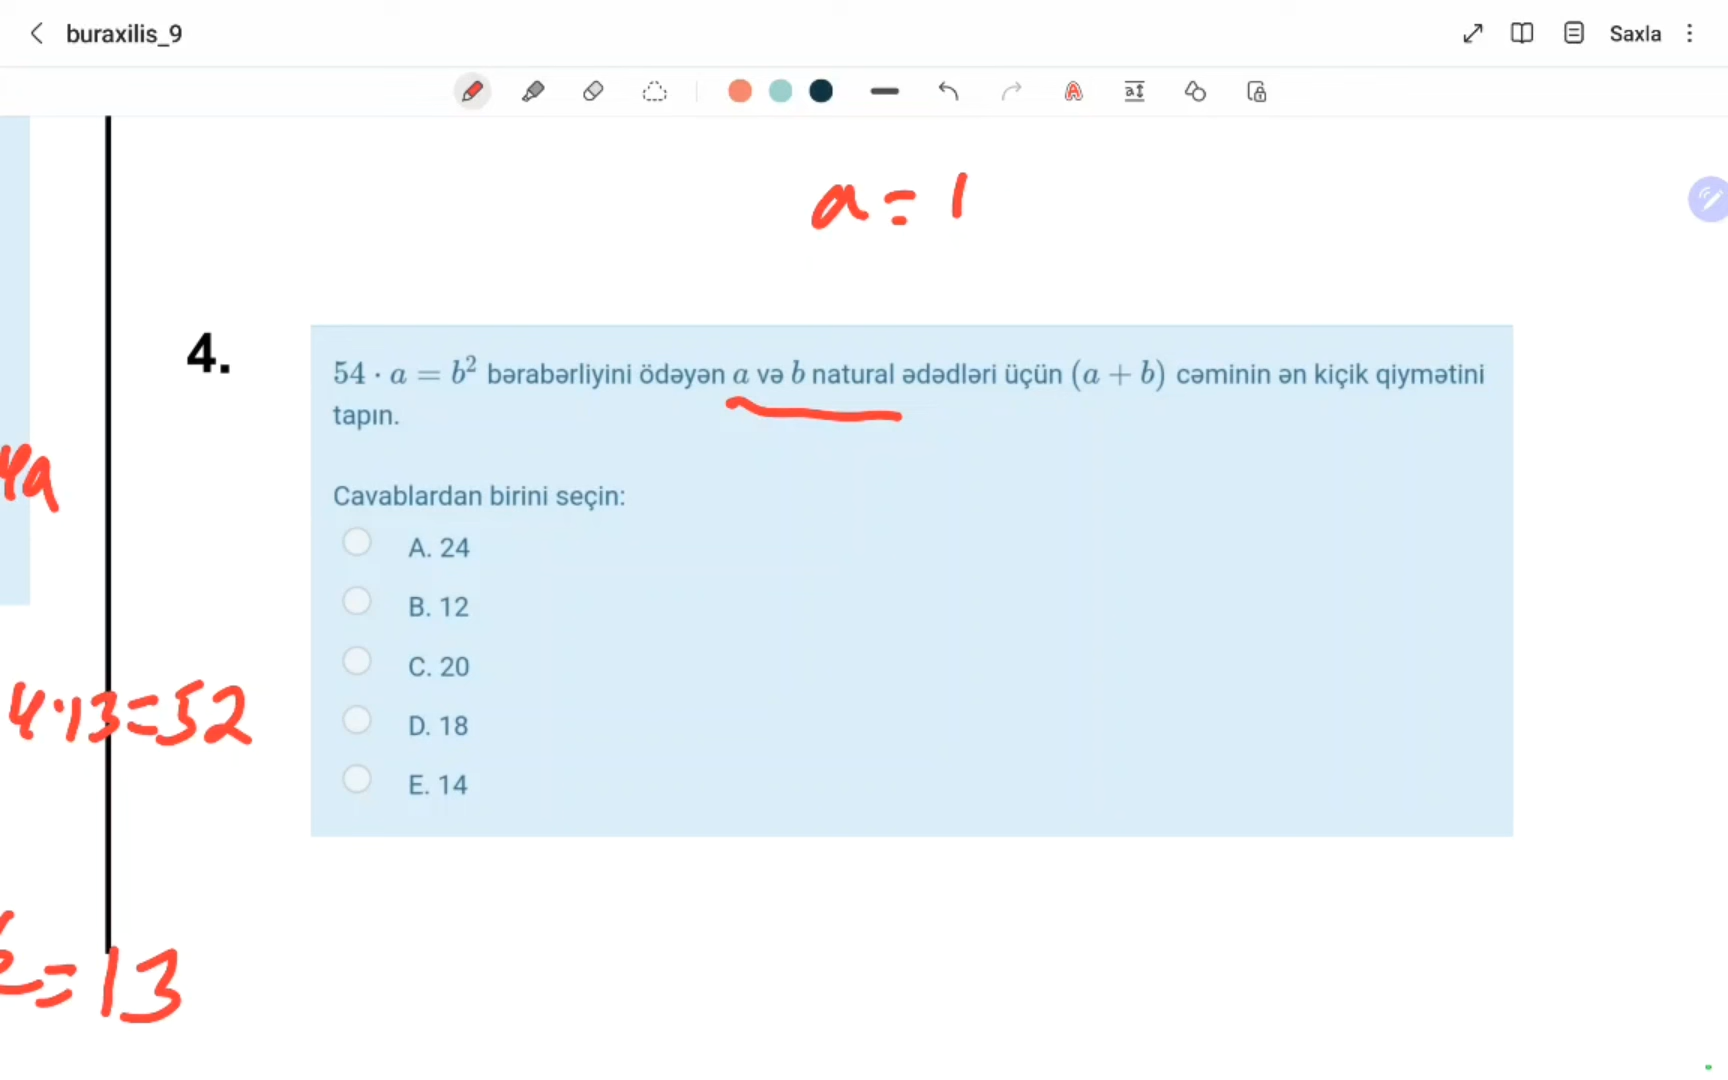 buraxilis_9
Saxla
a = 1
4.
54 · a = b² bərabərliyini ödəyən a və b natural ədədləri üçün (a + b) cəminin ən kiçik qiymətini
tapın.
4a
Cavablardan birini seçin:
A. 24
B. 12
C. 20
D. 18
E. 14
4·13=52
=13